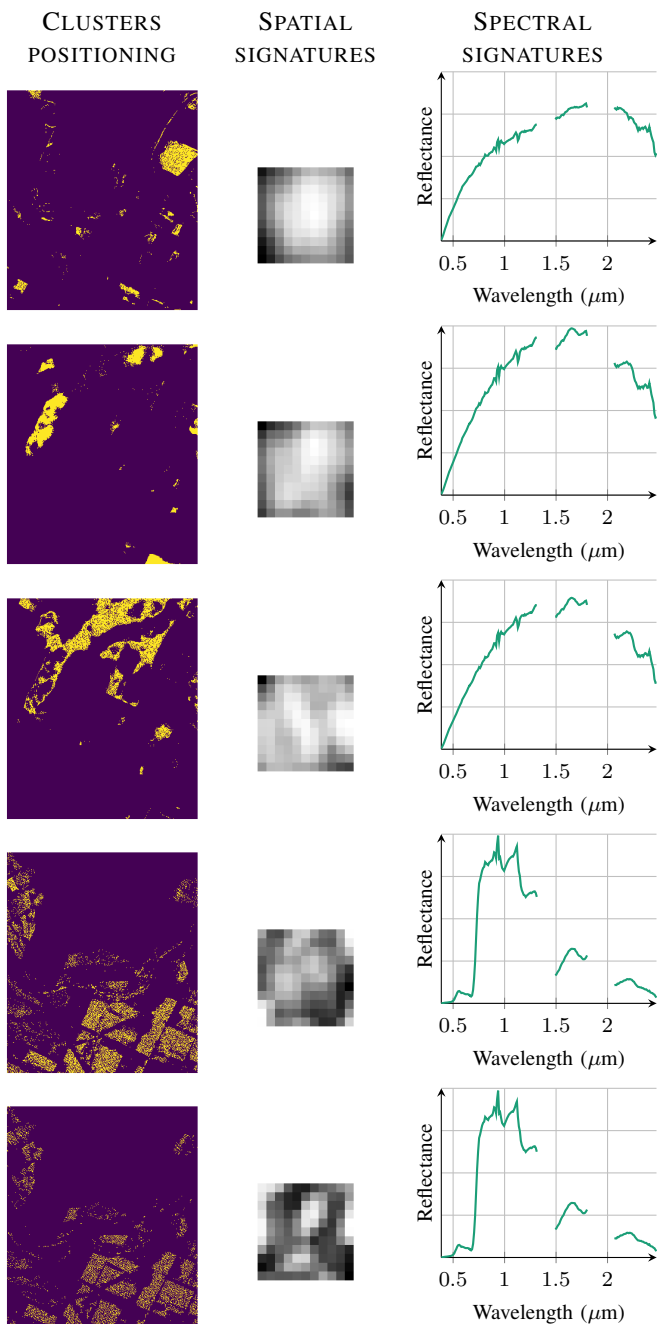 CLUSTERS POSITIONING
SPATIAL SIGNATURES
SPECTRAL SIGNATURES
Reflectance
0.5 1 1.5 2
Wavelength (μm)
Reflectance
0.5 1 1.5 2
Wavelength (μm)
Reflectance
0.5 1 1.5 2
Wavelength (μm)
Reflectance
0.5 1 1.5 2
Wavelength (μm)
Reflectance
0.5 1 1.5 2
Wavelength (μm)